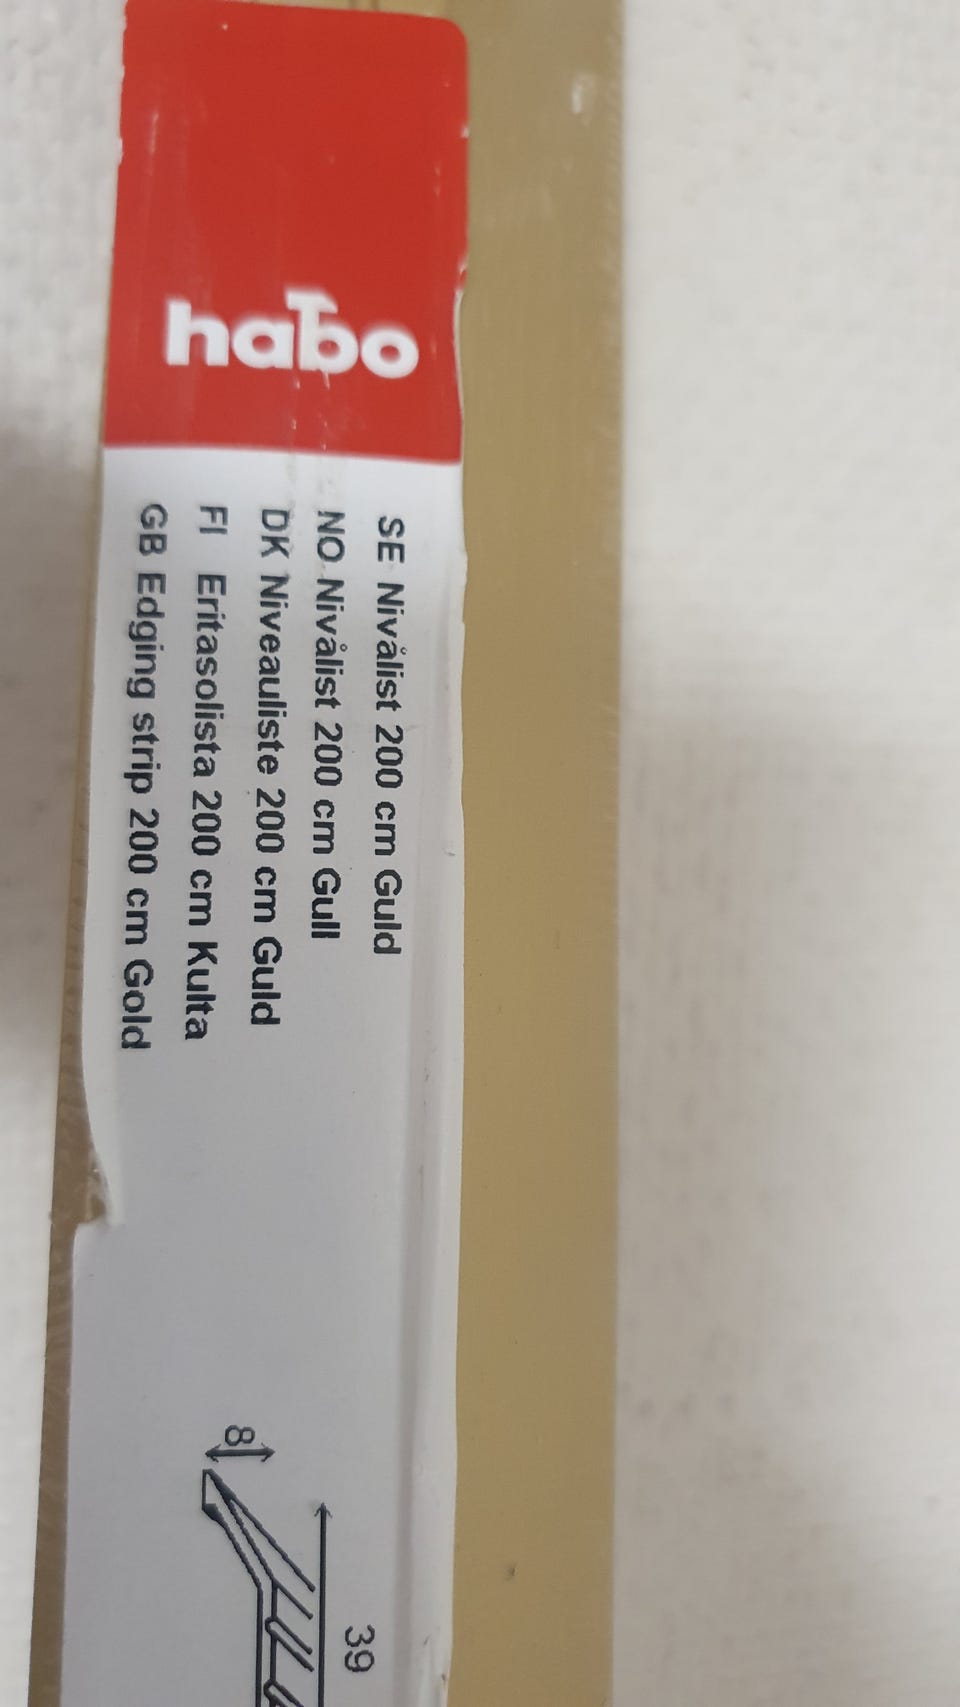 habo
SE Nivålist 200 cm Guld
NO Nivålist 200 cm Gull
DK Niveauliste 200 cm Guld
FI Eritasolista 200 cm Kulta
GB Edging strip 200 cm Gold
39
8